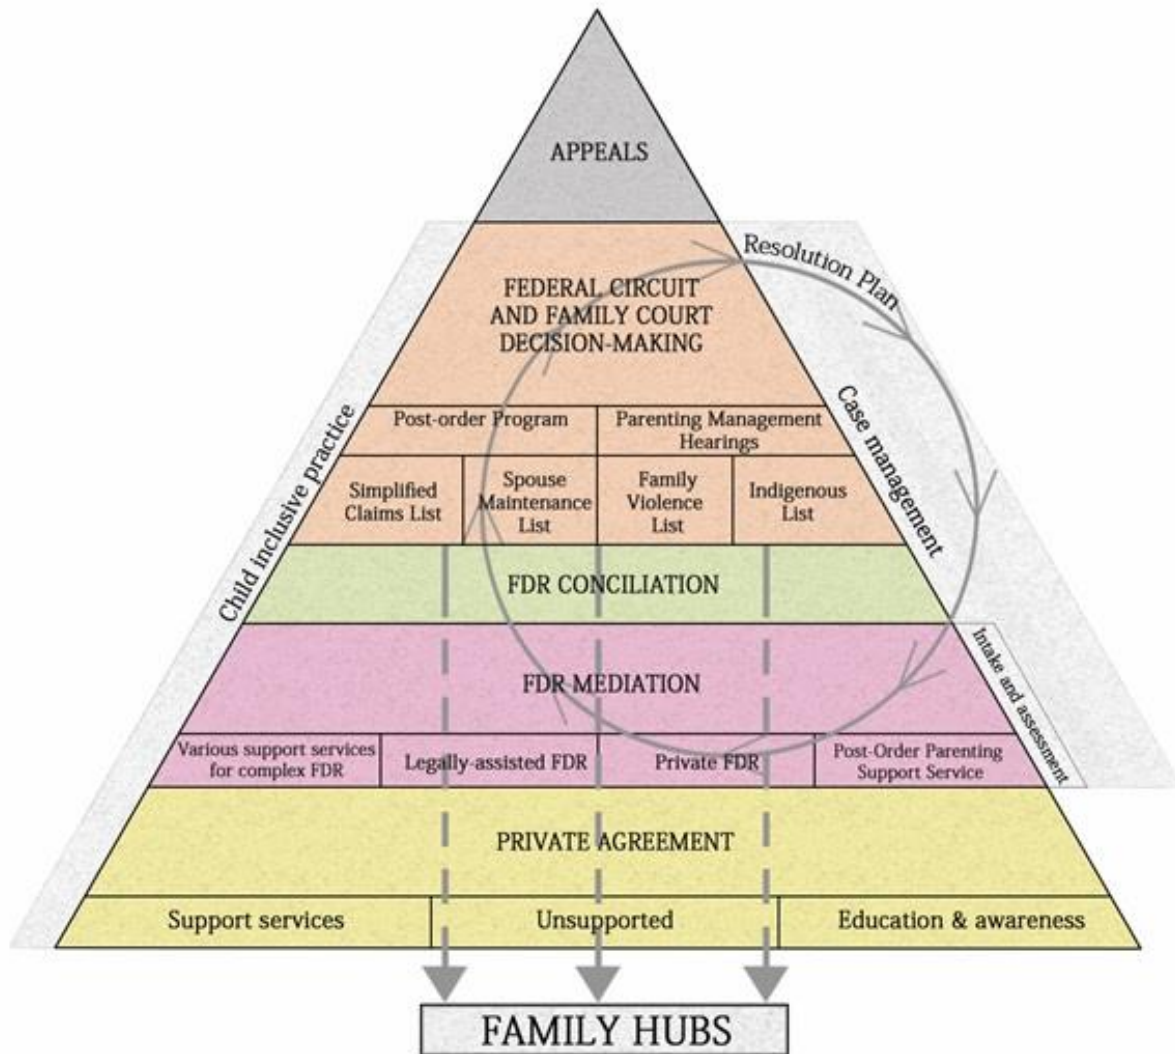 APPEALS
Resolution Plan
FEDERAL CIRCUIT
AND FAMILY COURT
DECISION-MAKING
Child inclusive practice
Case management
Post-order Program
Parenting Management
Hearings
Simplified
Claims List
Spouse
Maintenance
List
Family
Violence
List
Indigenous
List
FDR CONCILIATION
Intake and assessment
FDR MEDIATION
Various support services
for complex FDR
Legally-assisted FDR
Private FDR
Post-Order Parenting
Support Service
PRIVATE AGREEMENT
Support services
Unsupported
Education & awareness
FAMILY HUBS